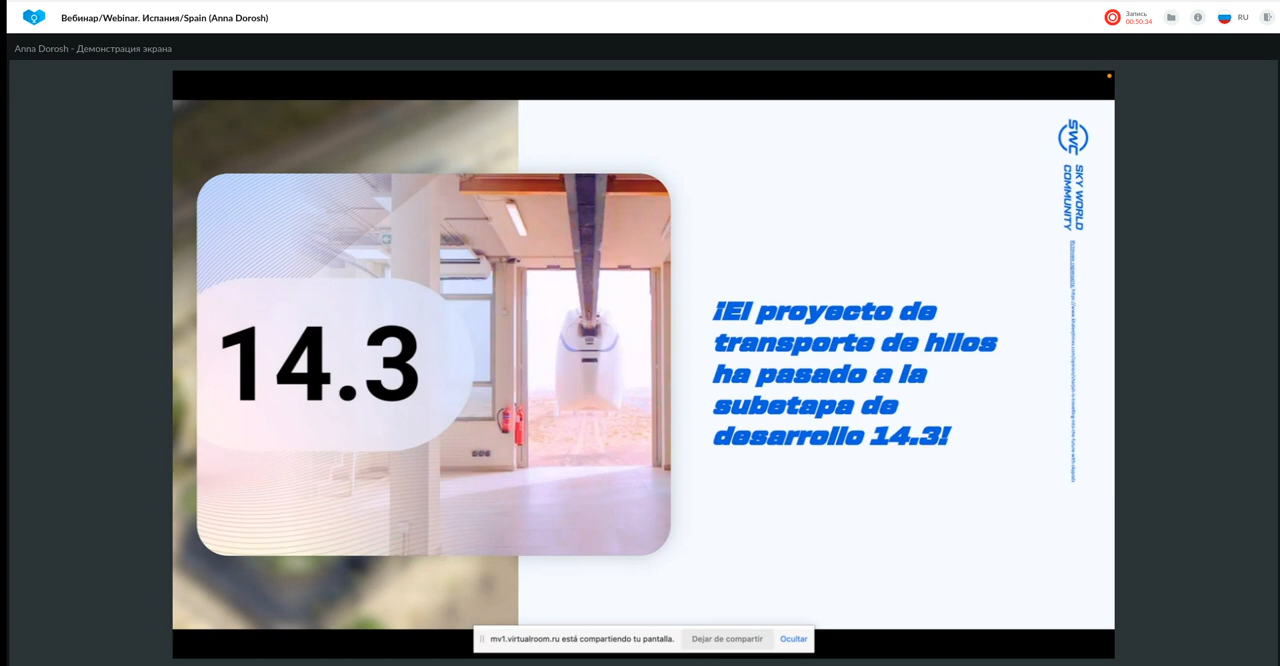 Вебинар/Webinar. Испания/Spain (Anna Dorosh)
Запись
00:50:34
RU
Anna Dorosh - Демонстрация экрана
14.3
¡El proyecto de
transporte de hilos
ha pasado a la
subetapa de
desarrollo 14.3!
SWC
SKY WORLD
COMMUNITY
mv1.virtualroom.ru está compartiendo tu pantalla.
Dejar de compartir
Ocultar